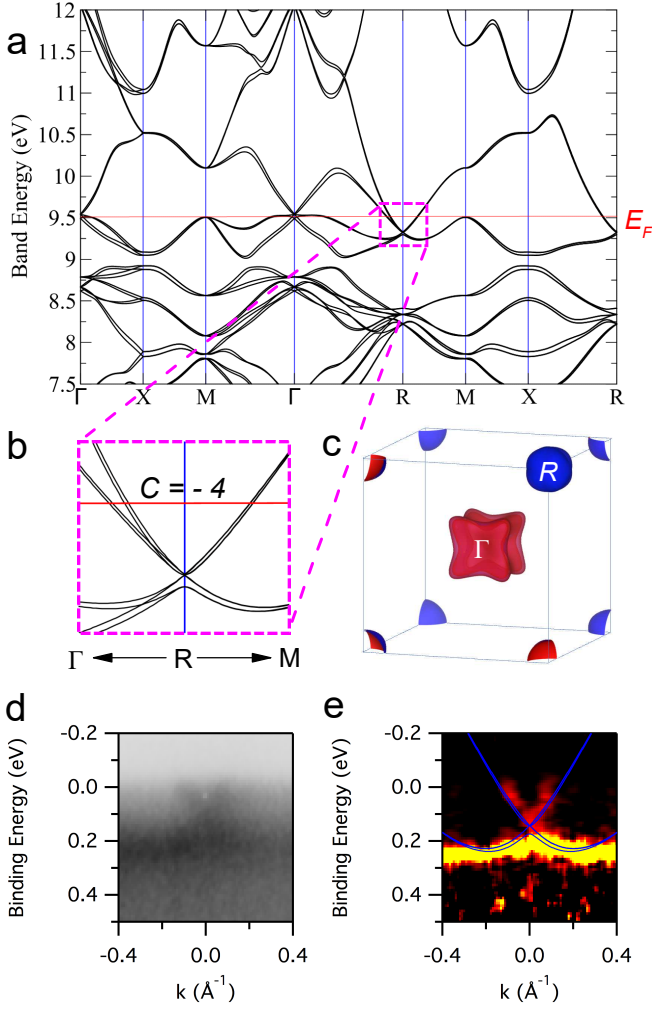 a
Band Energy (eV)
12
11.5
11
10.5
10
9.5
9
8.5
8
7.5
E_F
Γ X M Γ R M X R
b
C = - 4
Γ R M
c
R
Γ
d
Binding Energy (eV)
-0.2
0.0
0.2
0.4
-0.4 0.0 0.4
k (Å⁻¹)
e
Binding Energy (eV)
-0.2
0.0
0.2
0.4
-0.4 0.0 0.4
k (Å⁻¹)